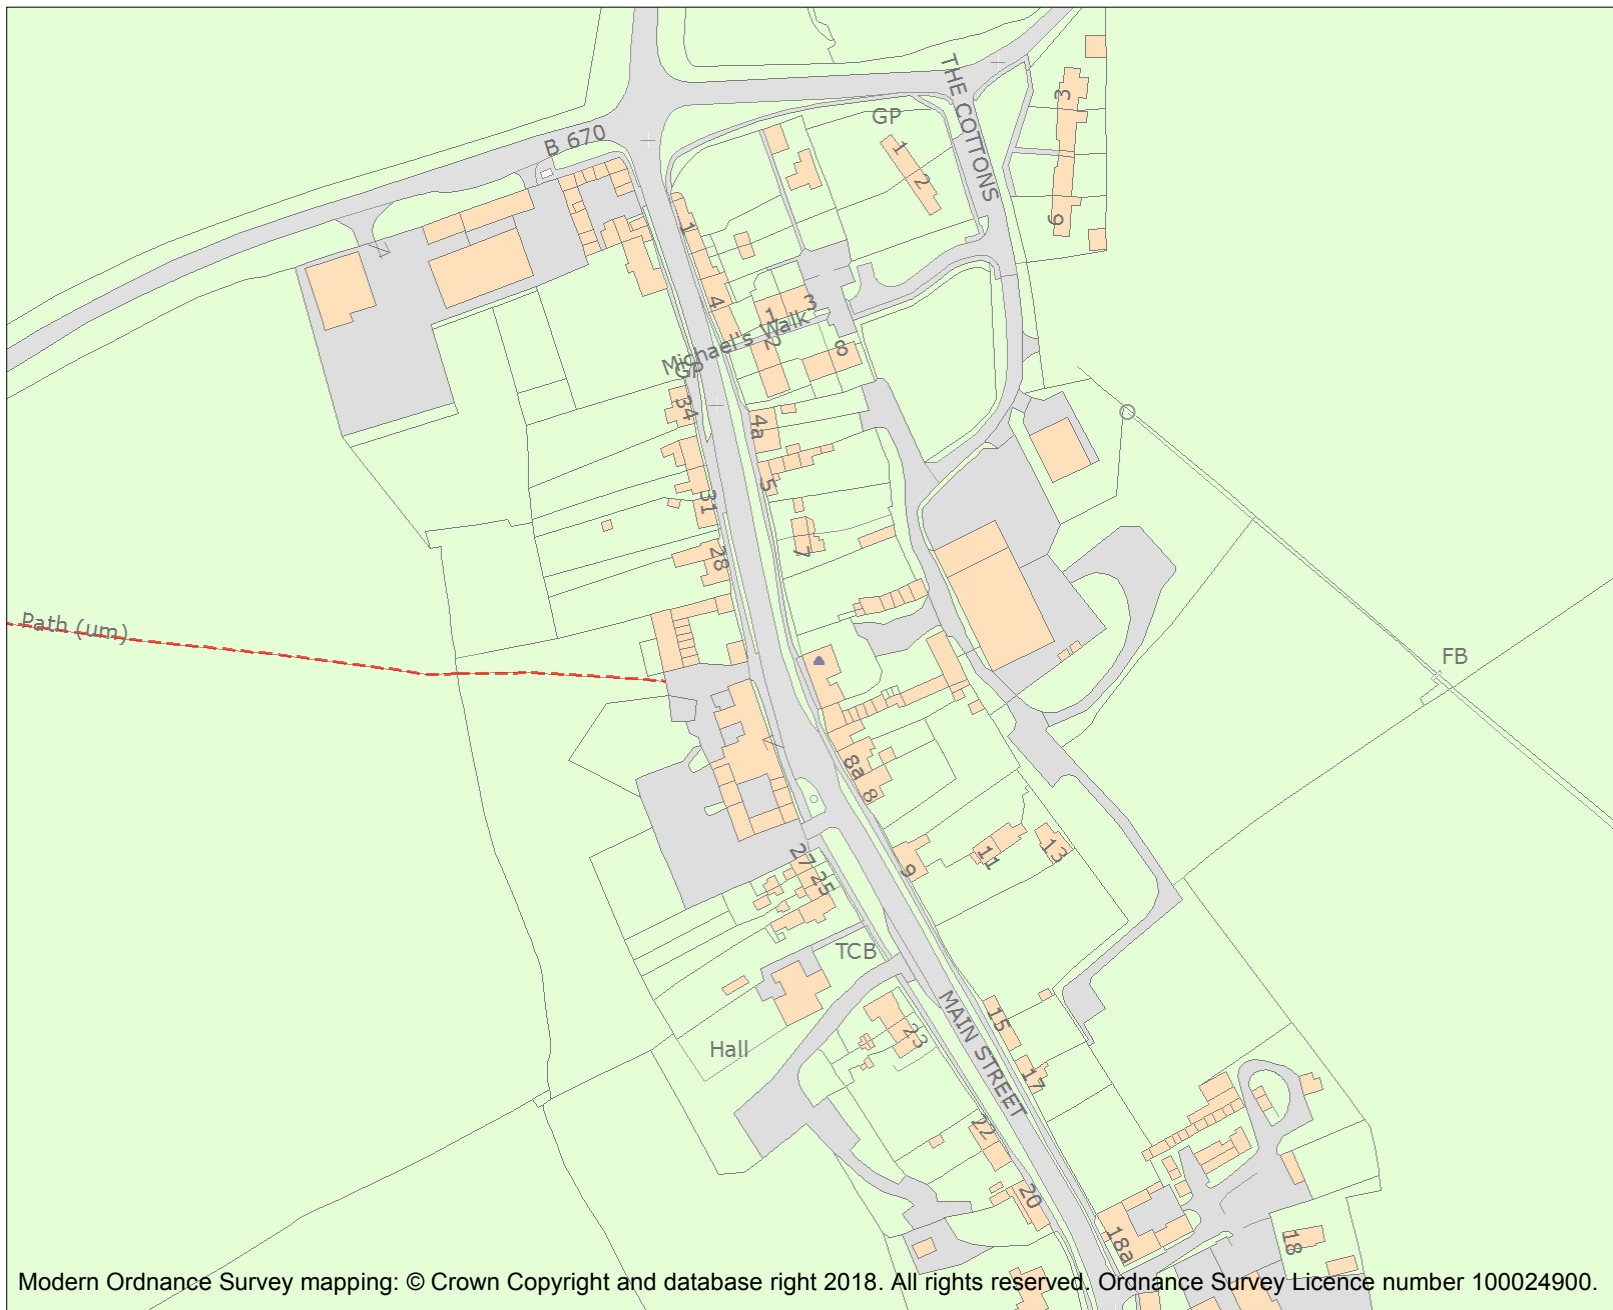 THE COTTONS
3
GP
B 670
1
2
6
1
4
3
1
Michael's Walk
2
8
GP
34
4a
5
31
7
28
Path (um)
FB
8a
8
27
25
9
11
13
TCB
MAIN STREET
15
23
Hall
17
22
20
18a
18
Modern Ordnance Survey mapping: © Crown Copyright and database right 2018. All rights reserved. Ordnance Survey Licence number 100024900.